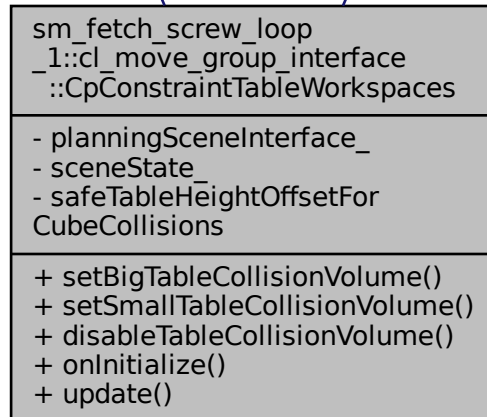 sm_fetch_screw_loop
_1::cl_move_group_interface
::CpConstraintTableWorkspaces
- planningSceneInterface_
- sceneState_
- safeTableHeightOffsetFor
CubeCollisions
+ setBigTableCollisionVolume()
+ setSmallTableCollisionVolume()
+ disableTableCollisionVolume()
+ onInitialize()
+ update()